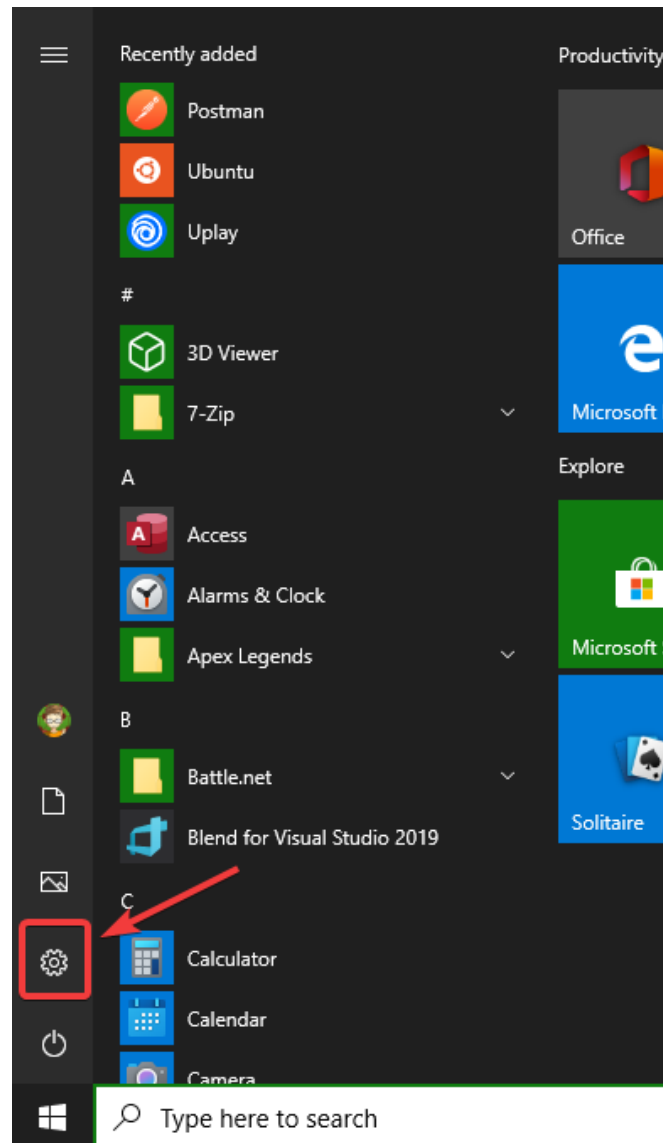 Recently added
Postman
Ubuntu
Uplay
#
3D Viewer
7-Zip
A
Access
Alarms & Clock
Apex Legends
B
Battle.net
Blend for Visual Studio 2019
C
Calculator
Calendar
Camera
Productivity
Office
Microsoft
Explore
Microsoft
Solitaire
Type here to search